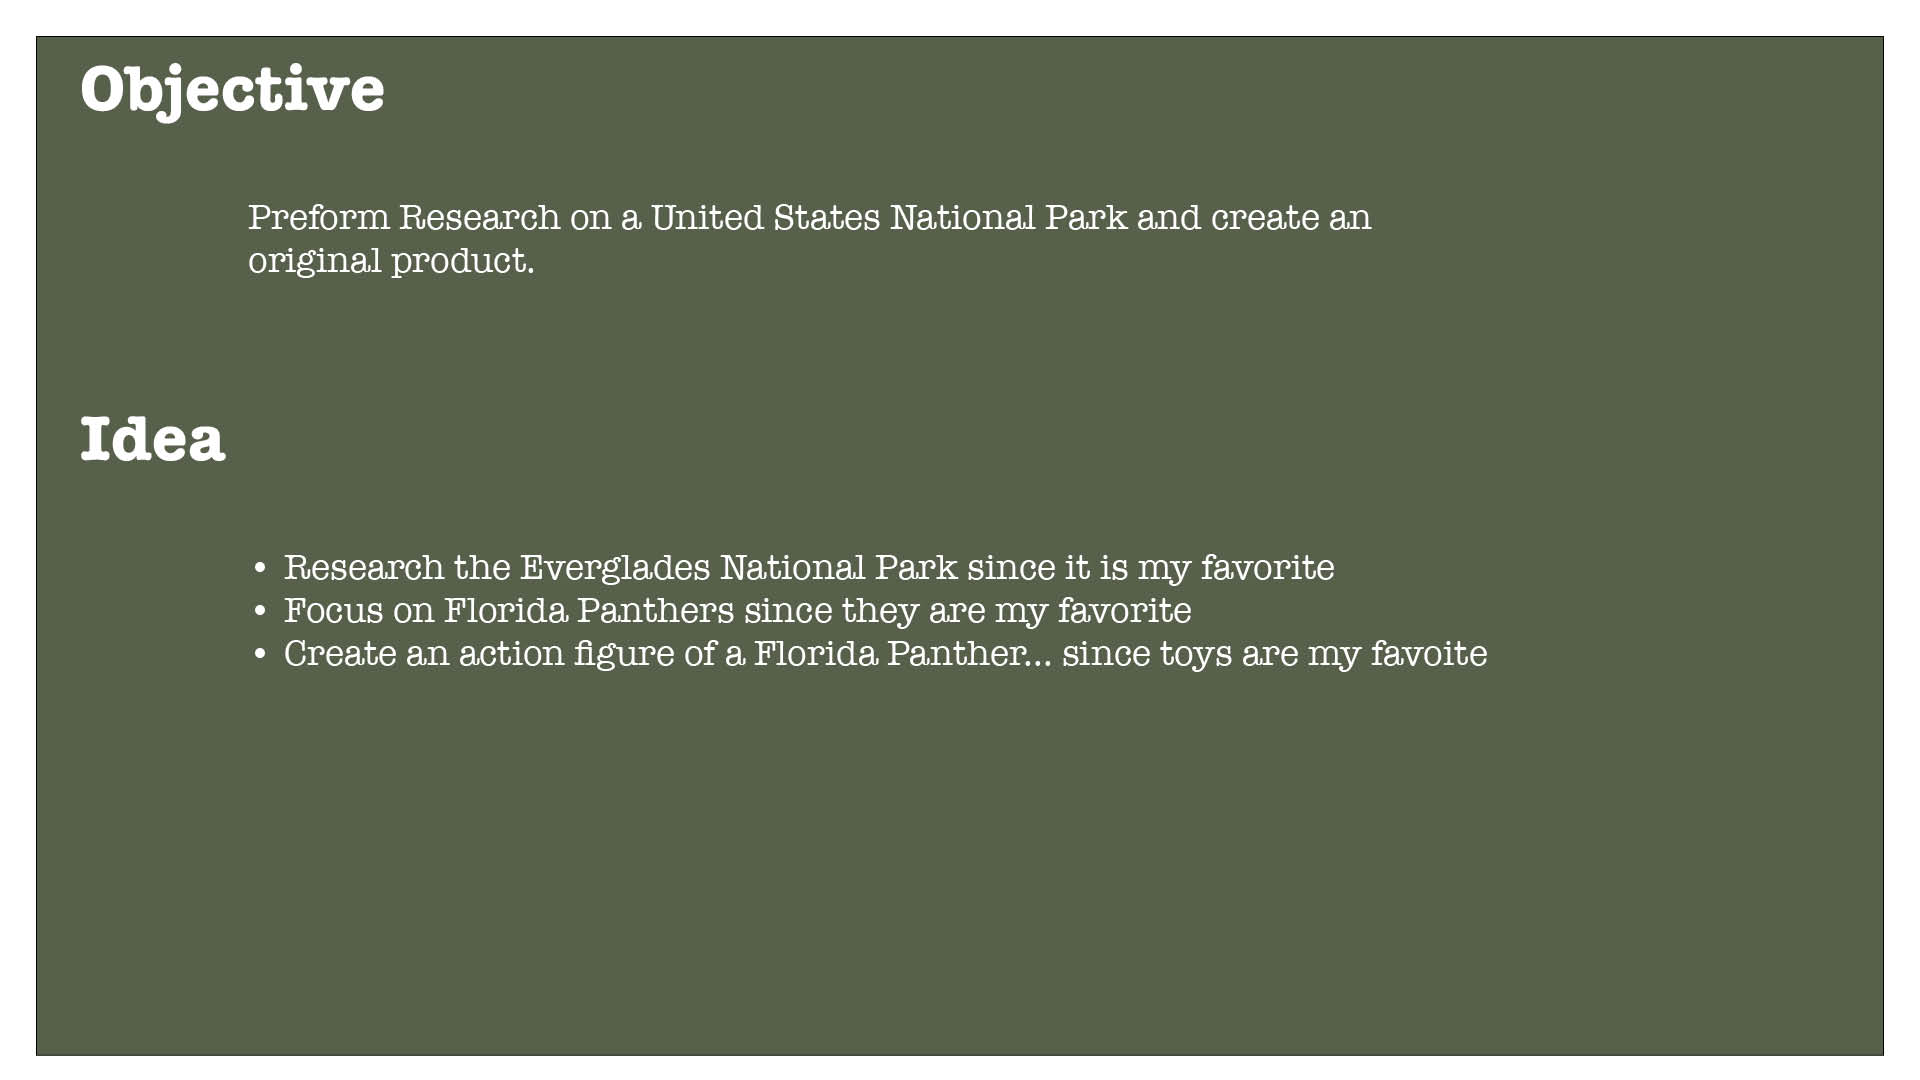 Objective
Preform Research on a United States National Park and create an
original product.
Idea
• Research the Everglades National Park since it is my favorite
• Focus on Florida Panthers since they are my favorite
• Create an action figure of a Florida Panther... since toys are my favoite